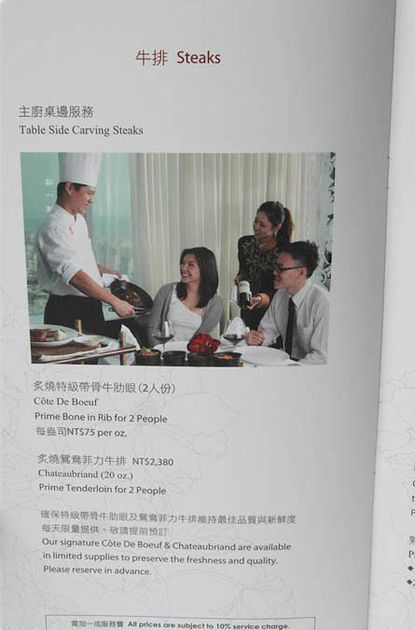 牛排 Steaks
主廚桌邊服務
Table Side Carving Steaks
炙燒特級帶骨牛肋眼(2人份)
Côte De Boeuf
Prime Bone in Rib for 2 People
每盎司NT$75 per oz.
炙燒鴛鴦菲力牛排 NT$2,380
Chateaubriand (20 oz.)
Prime Tenderloin for 2 People
確保特級帶骨牛肋眼及鴛鴦菲力牛排維持最佳品質與新鮮度
每天限量提供，敬請提前預訂
Our signature Côte De Boeuf & Chateaubriand are available
in limited supplies to preserve the freshness and quality.
Please reserve in advance.
需加一成服務費 All prices are subject to 10% service charge.